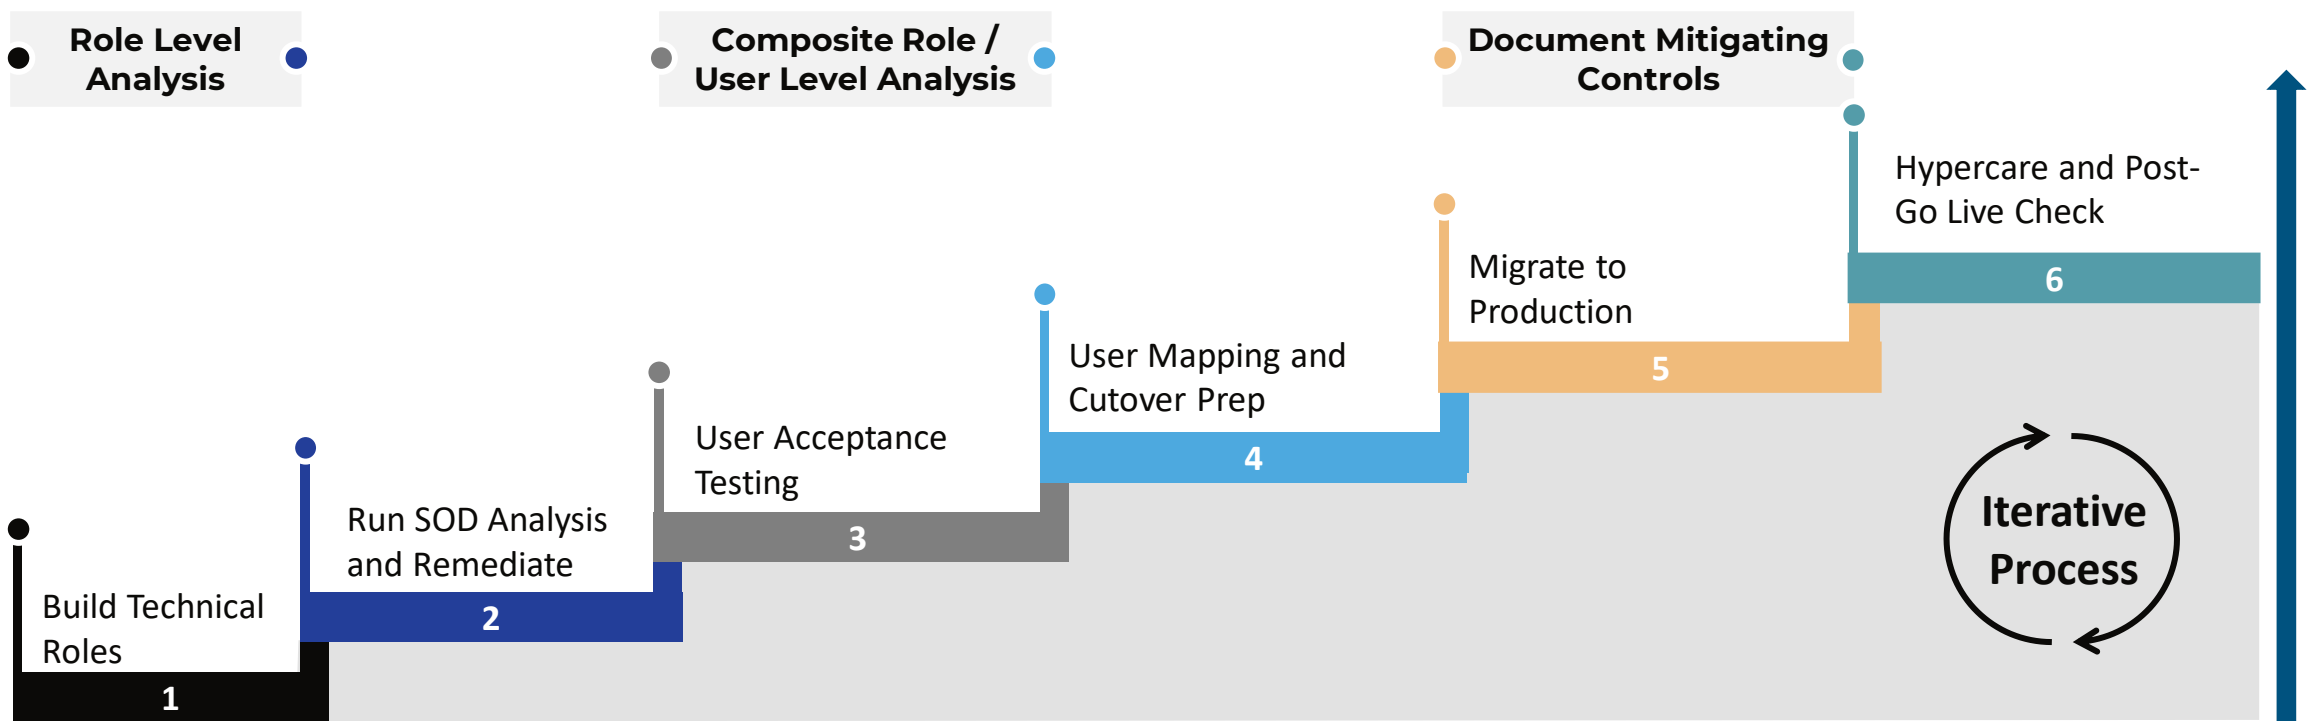 Role Level
Analysis
Composite Role /
User Level Analysis
Document Mitigating
Controls
Build Technical
Roles
1
Run SOD Analysis
and Remediate
2
User Acceptance
Testing
3
User Mapping and
Cutover Prep
4
Migrate to
Production
5
Hypercare and Post-
Go Live Check
6
Iterative
Process